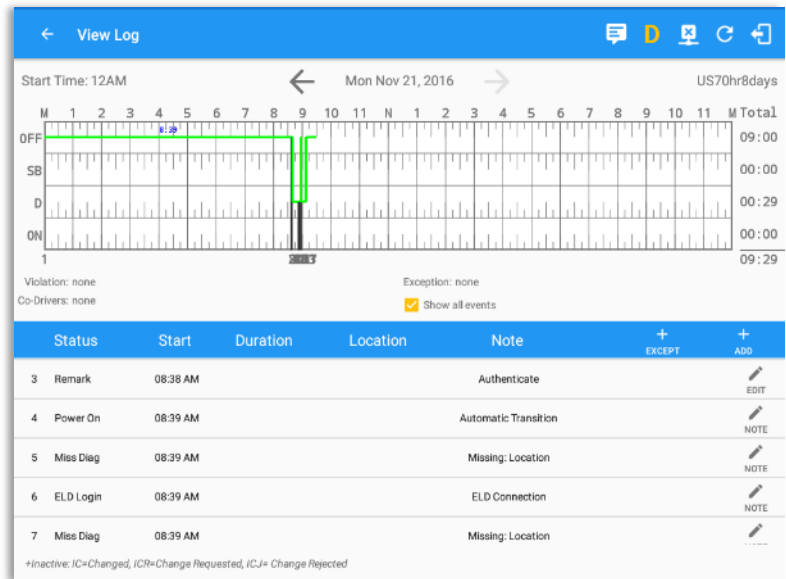 View Log D
Start Time: 12AM Mon Nov 21, 2016 US70hr8days
M 1 2 3 4 5 6 7 8 9 10 11 N 1 2 3 4 5 6 7 8 9 10 11 M Total
8:39
OFF 09:00
SB 00:00
D 00:29
ON 00:00
1 09:29
Violation: none Exception: none
Co-Drivers: none Show all events
Status Start Duration Location Note + EXCEPT + ADD
3 Remark 08:38 AM Authenticate EDIT
4 Power On 08:39 AM Automatic Transition NOTE
5 Miss Diag 08:39 AM Missing: Location NOTE
6 ELD Login 08:39 AM ELD Connection NOTE
7 Miss Diag 08:39 AM Missing: Location
+Inactive: IC=Changed, ICR=Change Requested, ICJ= Change Rejected